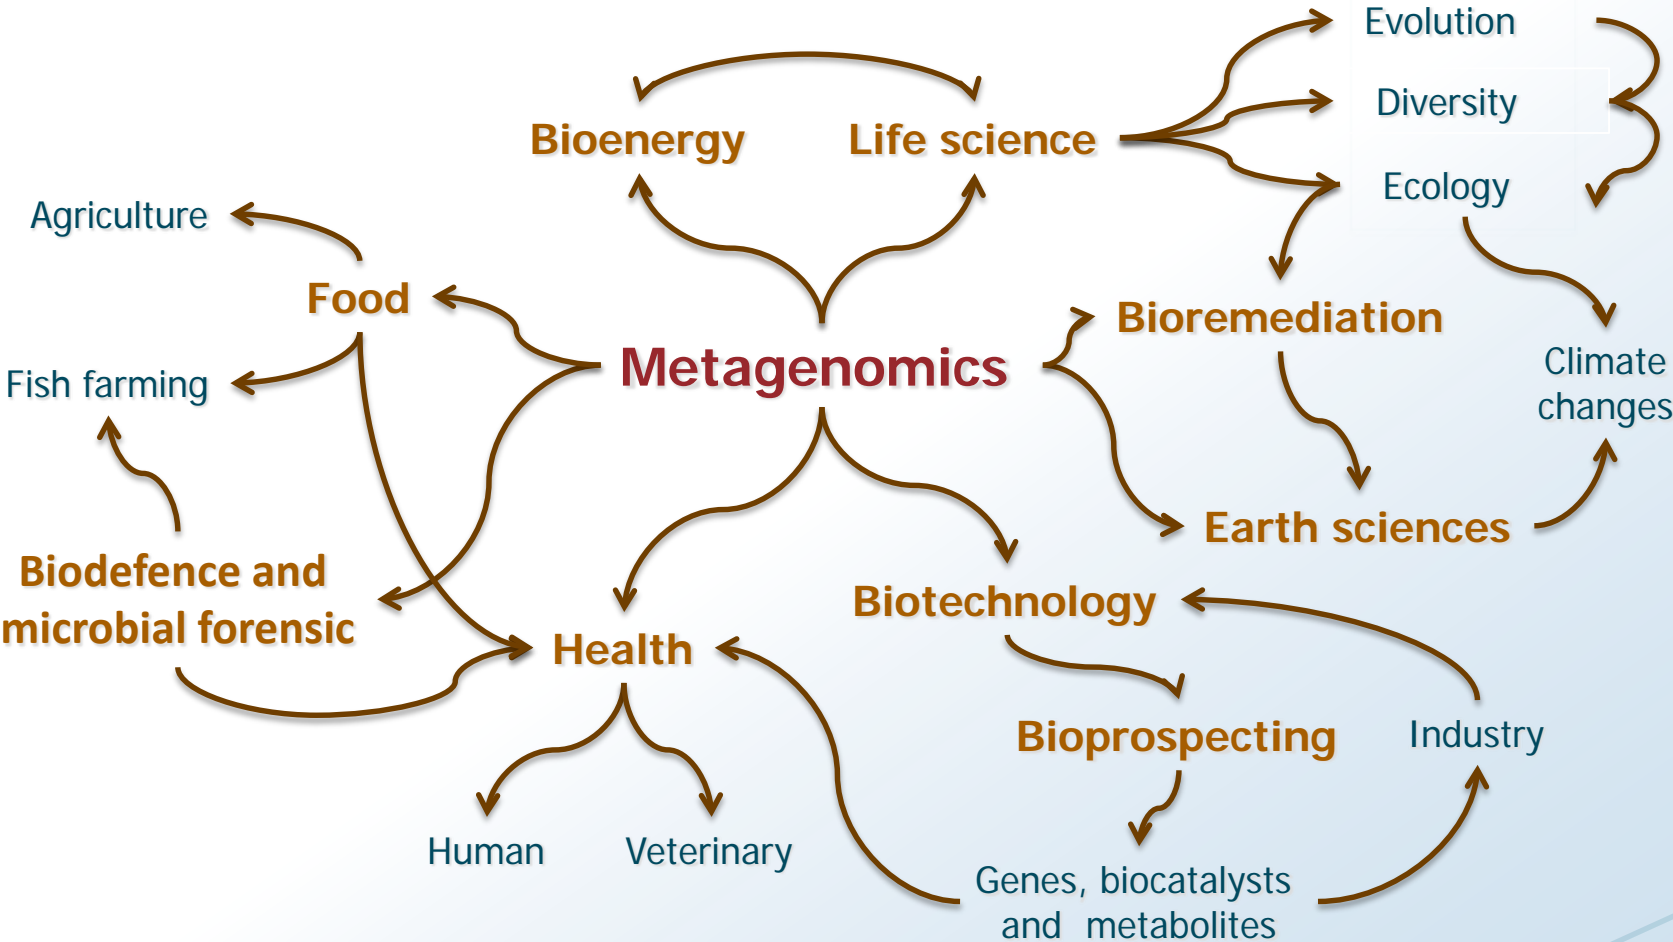 Evolution
Diversity
Bioenergy
Life science
Ecology
Agriculture
Food
Bioremediation
Metagenomics
Climate
changes
Fish farming
Earth sciences
Biodefence and
microbial forensic
Biotechnology
Health
Bioprospecting
Industry
Human
Veterinary
Genes, biocatalysts
and metabolites